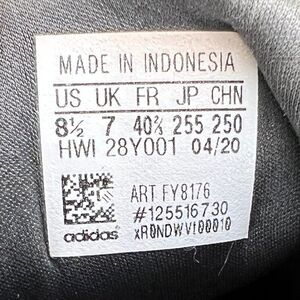 MADE IN INDONESIA
US UK FR JP CHN
8½ 7 40⅔ 255 250
HWI 28Y001 04/20
ART FY8176
#125516730
adidas xR0NDWVI00010